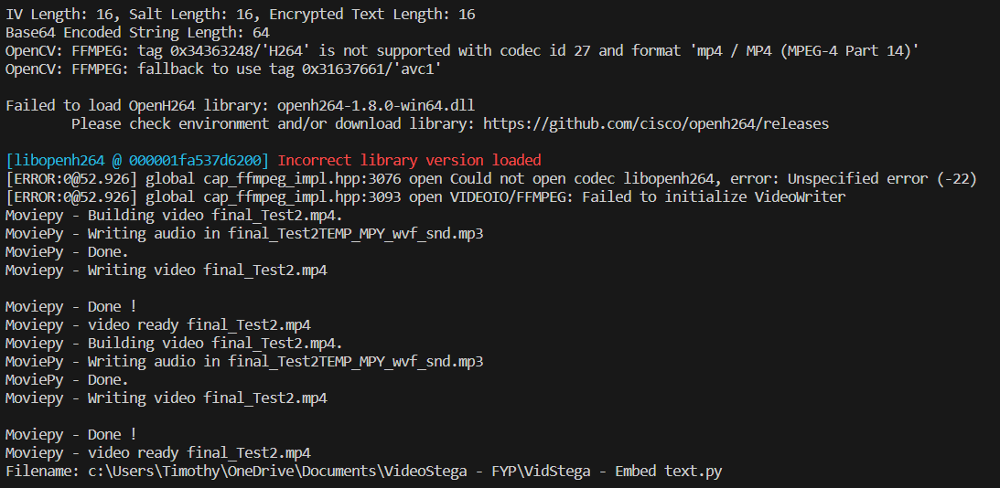 IV Length: 16, Salt Length: 16, Encrypted Text Length: 16
Base64 Encoded String Length: 64
OpenCV: FFMPEG: tag 0x34363248/'H264' is not supported with codec id 27 and format 'mp4 / MP4 (MPEG-4 Part 14)'
OpenCV: FFMPEG: fallback to use tag 0x31637661/'avc1'
Failed to load OpenH264 library: openh264-1.8.0-win64.dll
Please check environment and/or download library: https://github.com/cisco/openh264/releases
[libopenh264 @ 000001fa537d6200] Incorrect library version loaded
[ERROR:0@52.926] global cap_ffmpeg_impl.hpp:3076 open Could not open codec libopenh264, error: Unspecified error (-22)
[ERROR:0@52.926] global cap_ffmpeg_impl.hpp:3093 open VIDEOIO/FFMPEG: Failed to initialize VideoWriter
Moviepy - Building video final_Test2.mp4.
MoviePy - Writing audio in final_Test2TEMP_MPY_wvf_snd.mp3
MoviePy - Done.
Moviepy - Writing video final_Test2.mp4
Moviepy - Done !
Moviepy - video ready final_Test2.mp4
Moviepy - Building video final_Test2.mp4.
MoviePy - Writing audio in final_Test2TEMP_MPY_wvf_snd.mp3
MoviePy - Done.
Moviepy - Writing video final_Test2.mp4
Moviepy - Done !
Moviepy - video ready final_Test2.mp4
Filename: c:\Users\Timothy\OneDrive\Documents\VideoStega - FYP\VidStega - Embed text.py